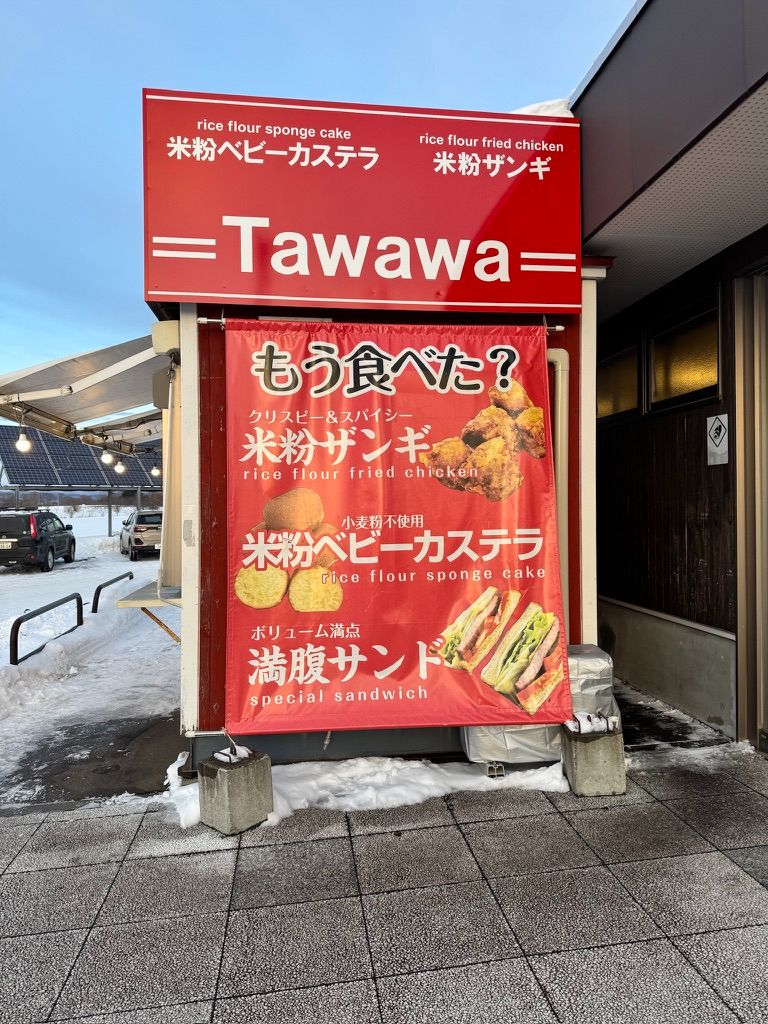 rice flour sponge cake
米粉ベビーカステラ
rice flour fried chicken
米粉ザンギ
Tawawa
もう食べた?
クリスピー&スパイシー
米粉ザンギ
rice flour fried chicken
小麦粉不使用
米粉ベビーカステラ
rice flour sponge cake
ボリューム満点
満腹サンド
special sandwich